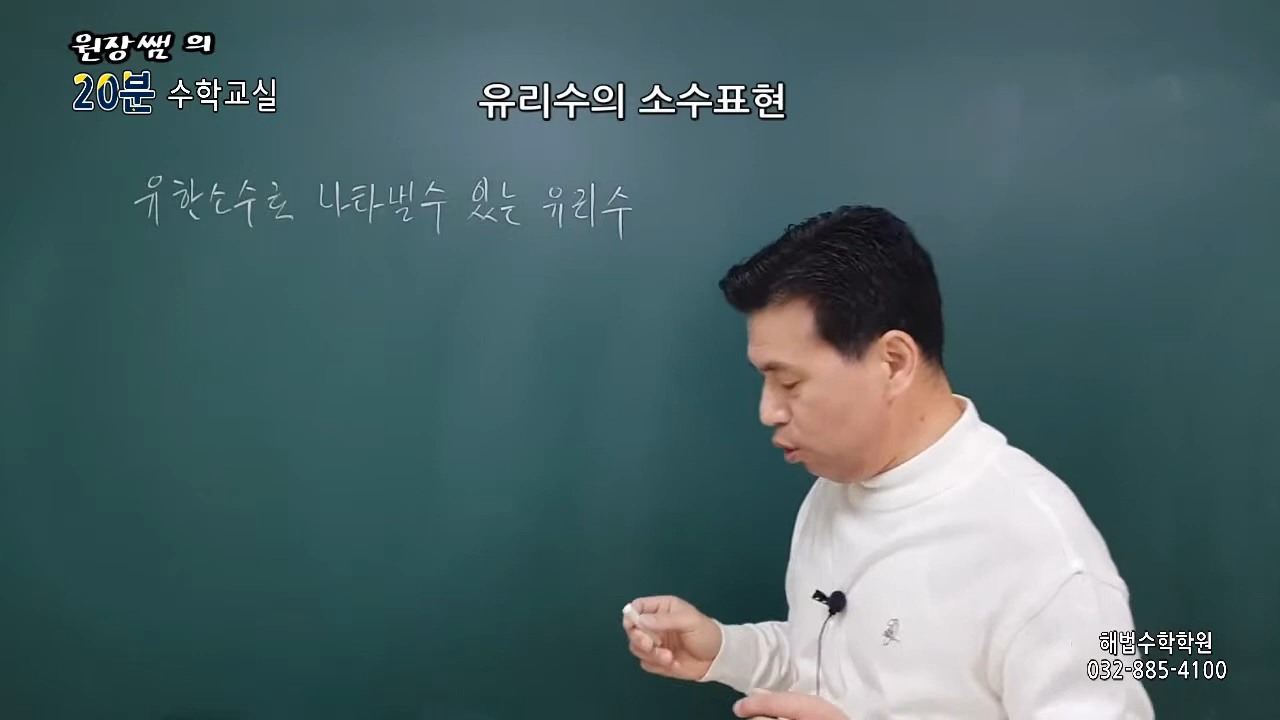 원장쌤 의
20분 수학교실
유리수의 소수표현
유한소수로 나타낼수 있는 유리수
해법수학학원
032-885-4100